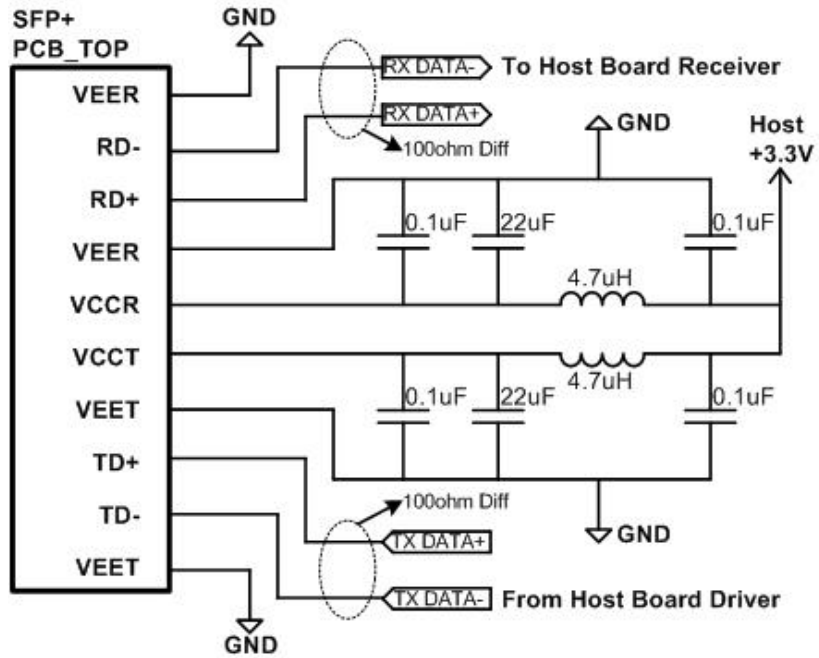 SFP+
PCB_TOP
GND
VEER
RD-
RD+
VEER
VCCR
VCCT
VEET
TD+
TD-
VEET
GND
RX DATA-
To Host Board Receiver
RX DATA+
100ohm Diff
GND
Host
+3.3V
0.1uF
22uF
0.1uF
4.7uH
4.7uH
0.1uF
22uF
0.1uF
100ohm Diff
GND
TX DATA+
TX DATA-
From Host Board Driver